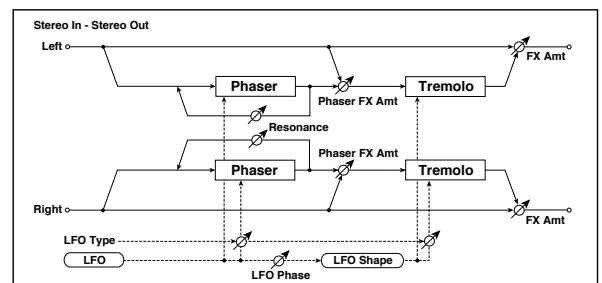 Stereo In - Stereo Out
Left
FX Amt
Phaser
Tremolo
Phaser FX Amt
Resonance
Phaser FX Amt
Phaser
Tremolo
Right
FX Amt
LFO Type
LFO
LFO Shape
LFO Phase